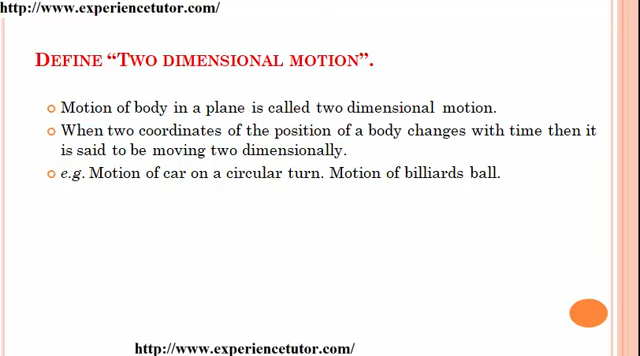 http://www.experiencetutor.com/
DEFINE “TWO DIMENSIONAL MOTION”.
Motion of body in a plane is called two dimensional motion.
When two coordinates of the position of a body changes with time then it
is said to be moving two dimensionally.
e.g. Motion of car on a circular turn. Motion of billiards ball.
http://www.experiencetutor.com/